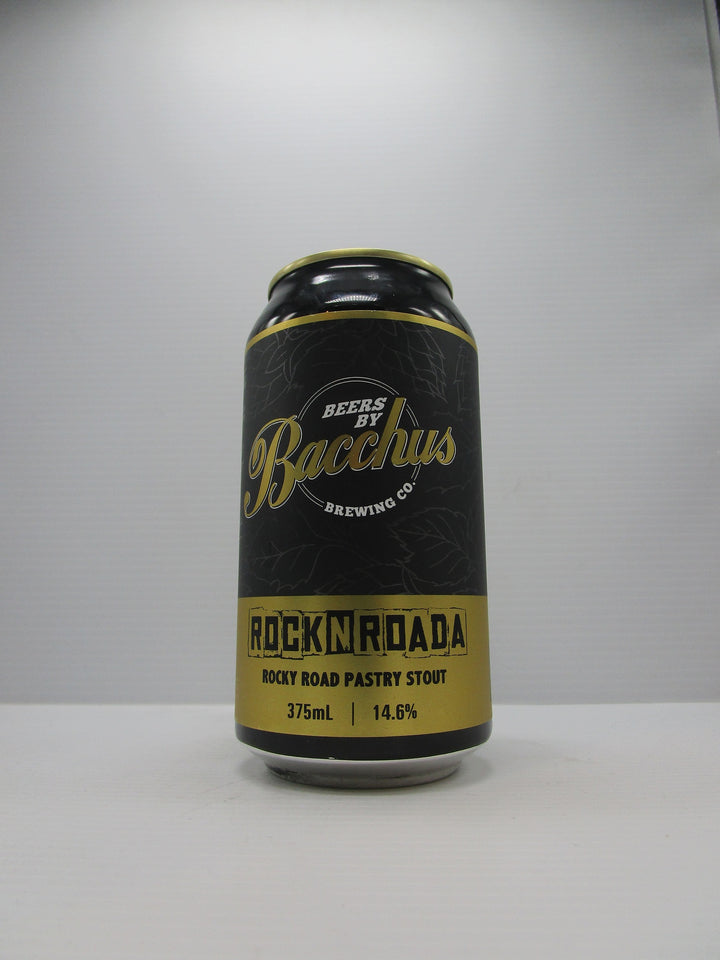 BEERS
BY
Bacchus
BREWING CO.
ROCKNROADA
ROCKY ROAD PASTRY STOUT
375mL | 14.6%